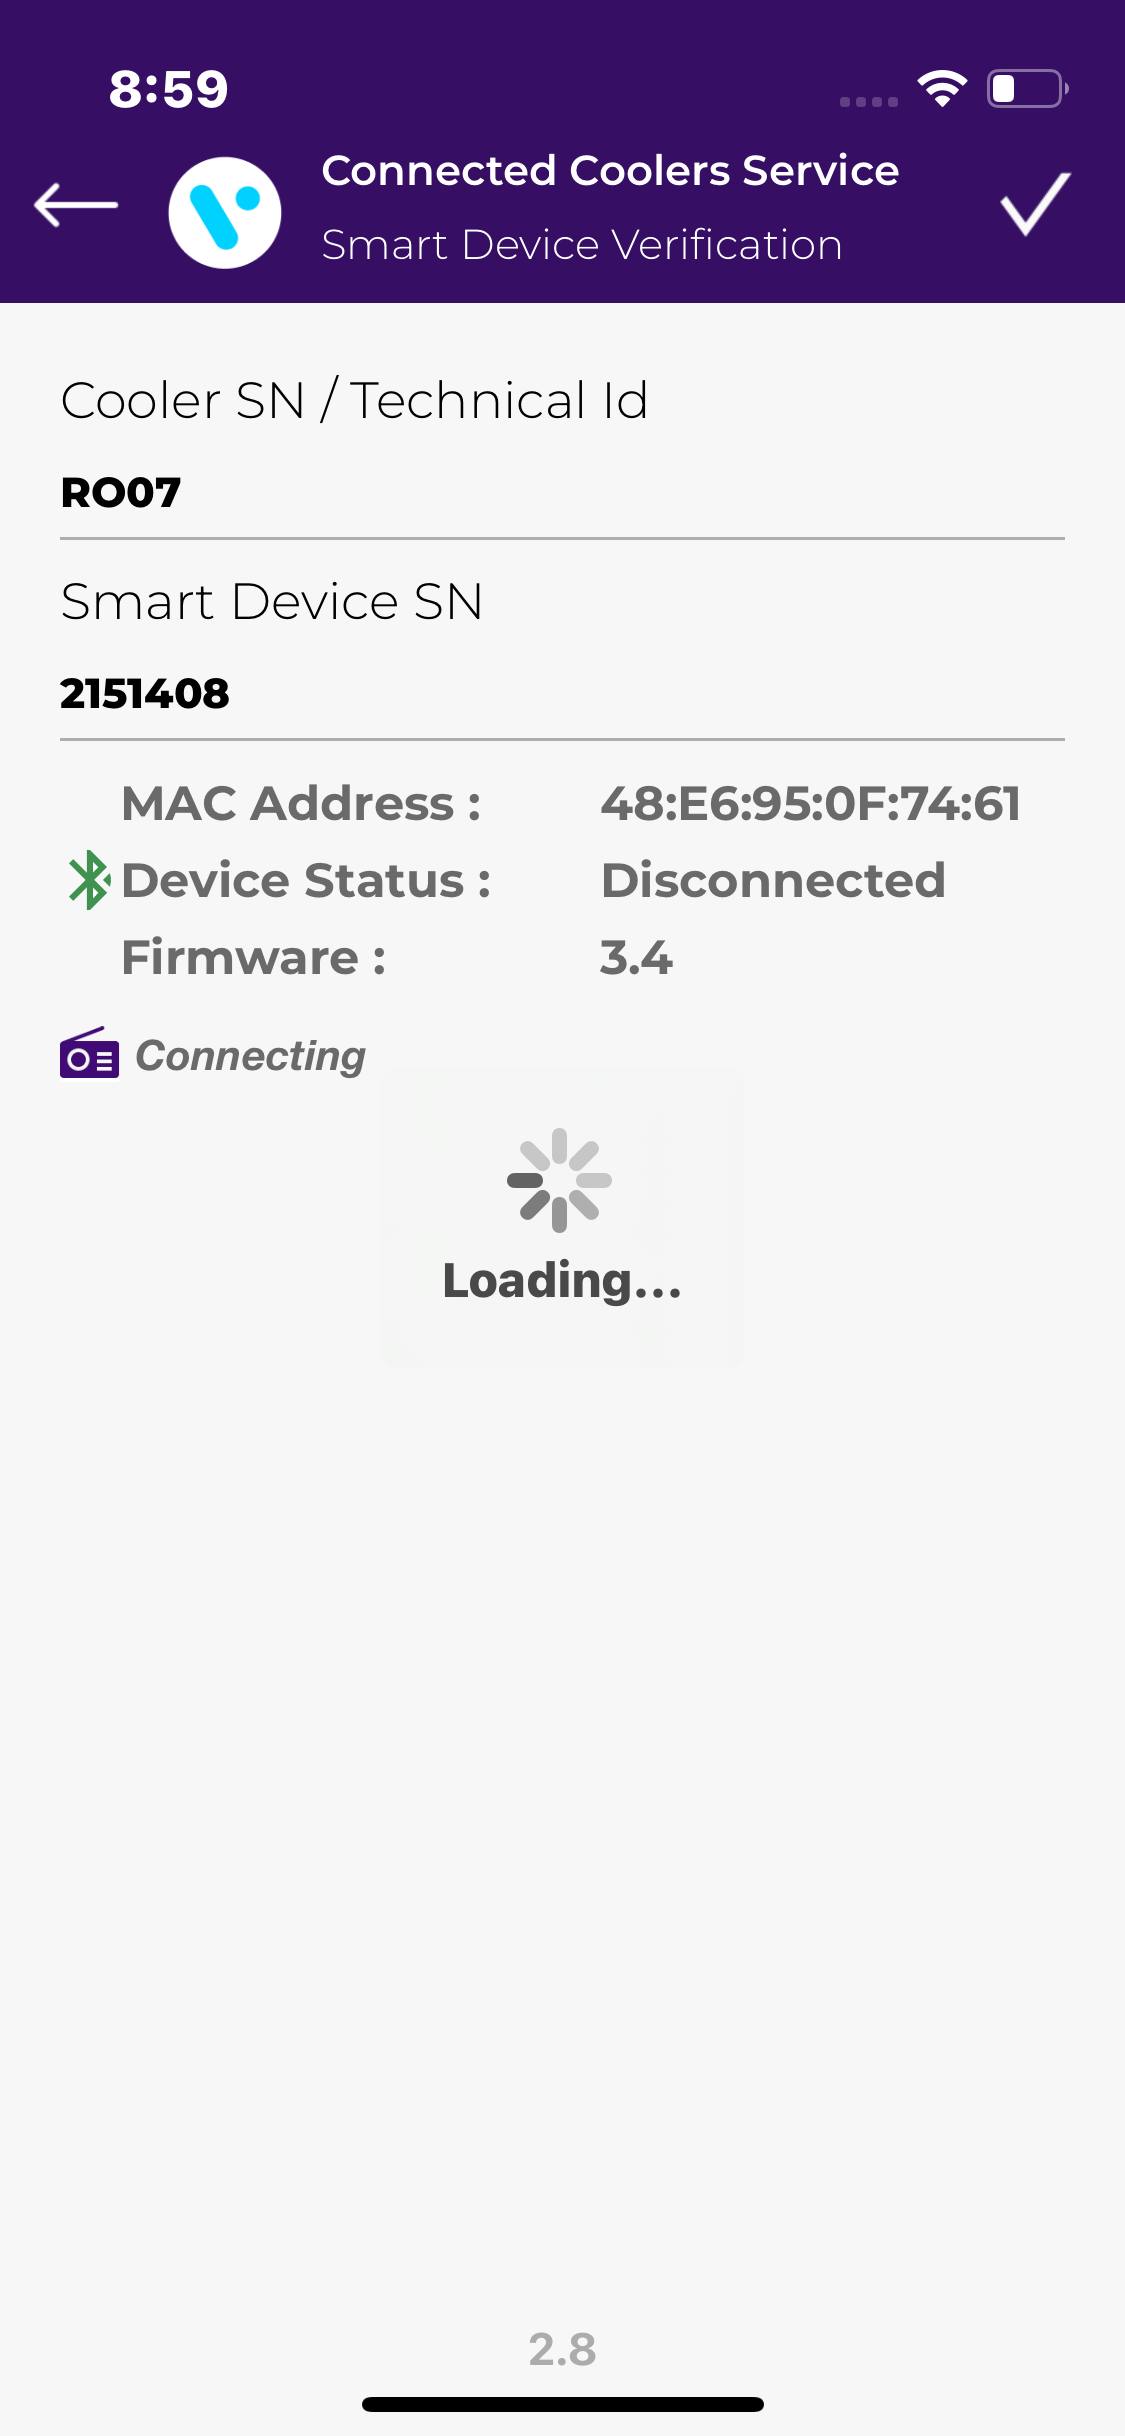 8:59
Connected Coolers Service
Smart Device Verification
Cooler SN / Technical Id
RO07
Smart Device SN
2151408
MAC Address : 48:E6:95:0F:74:61
Device Status : Disconnected
Firmware : 3.4
Connecting
Loading...
2.8